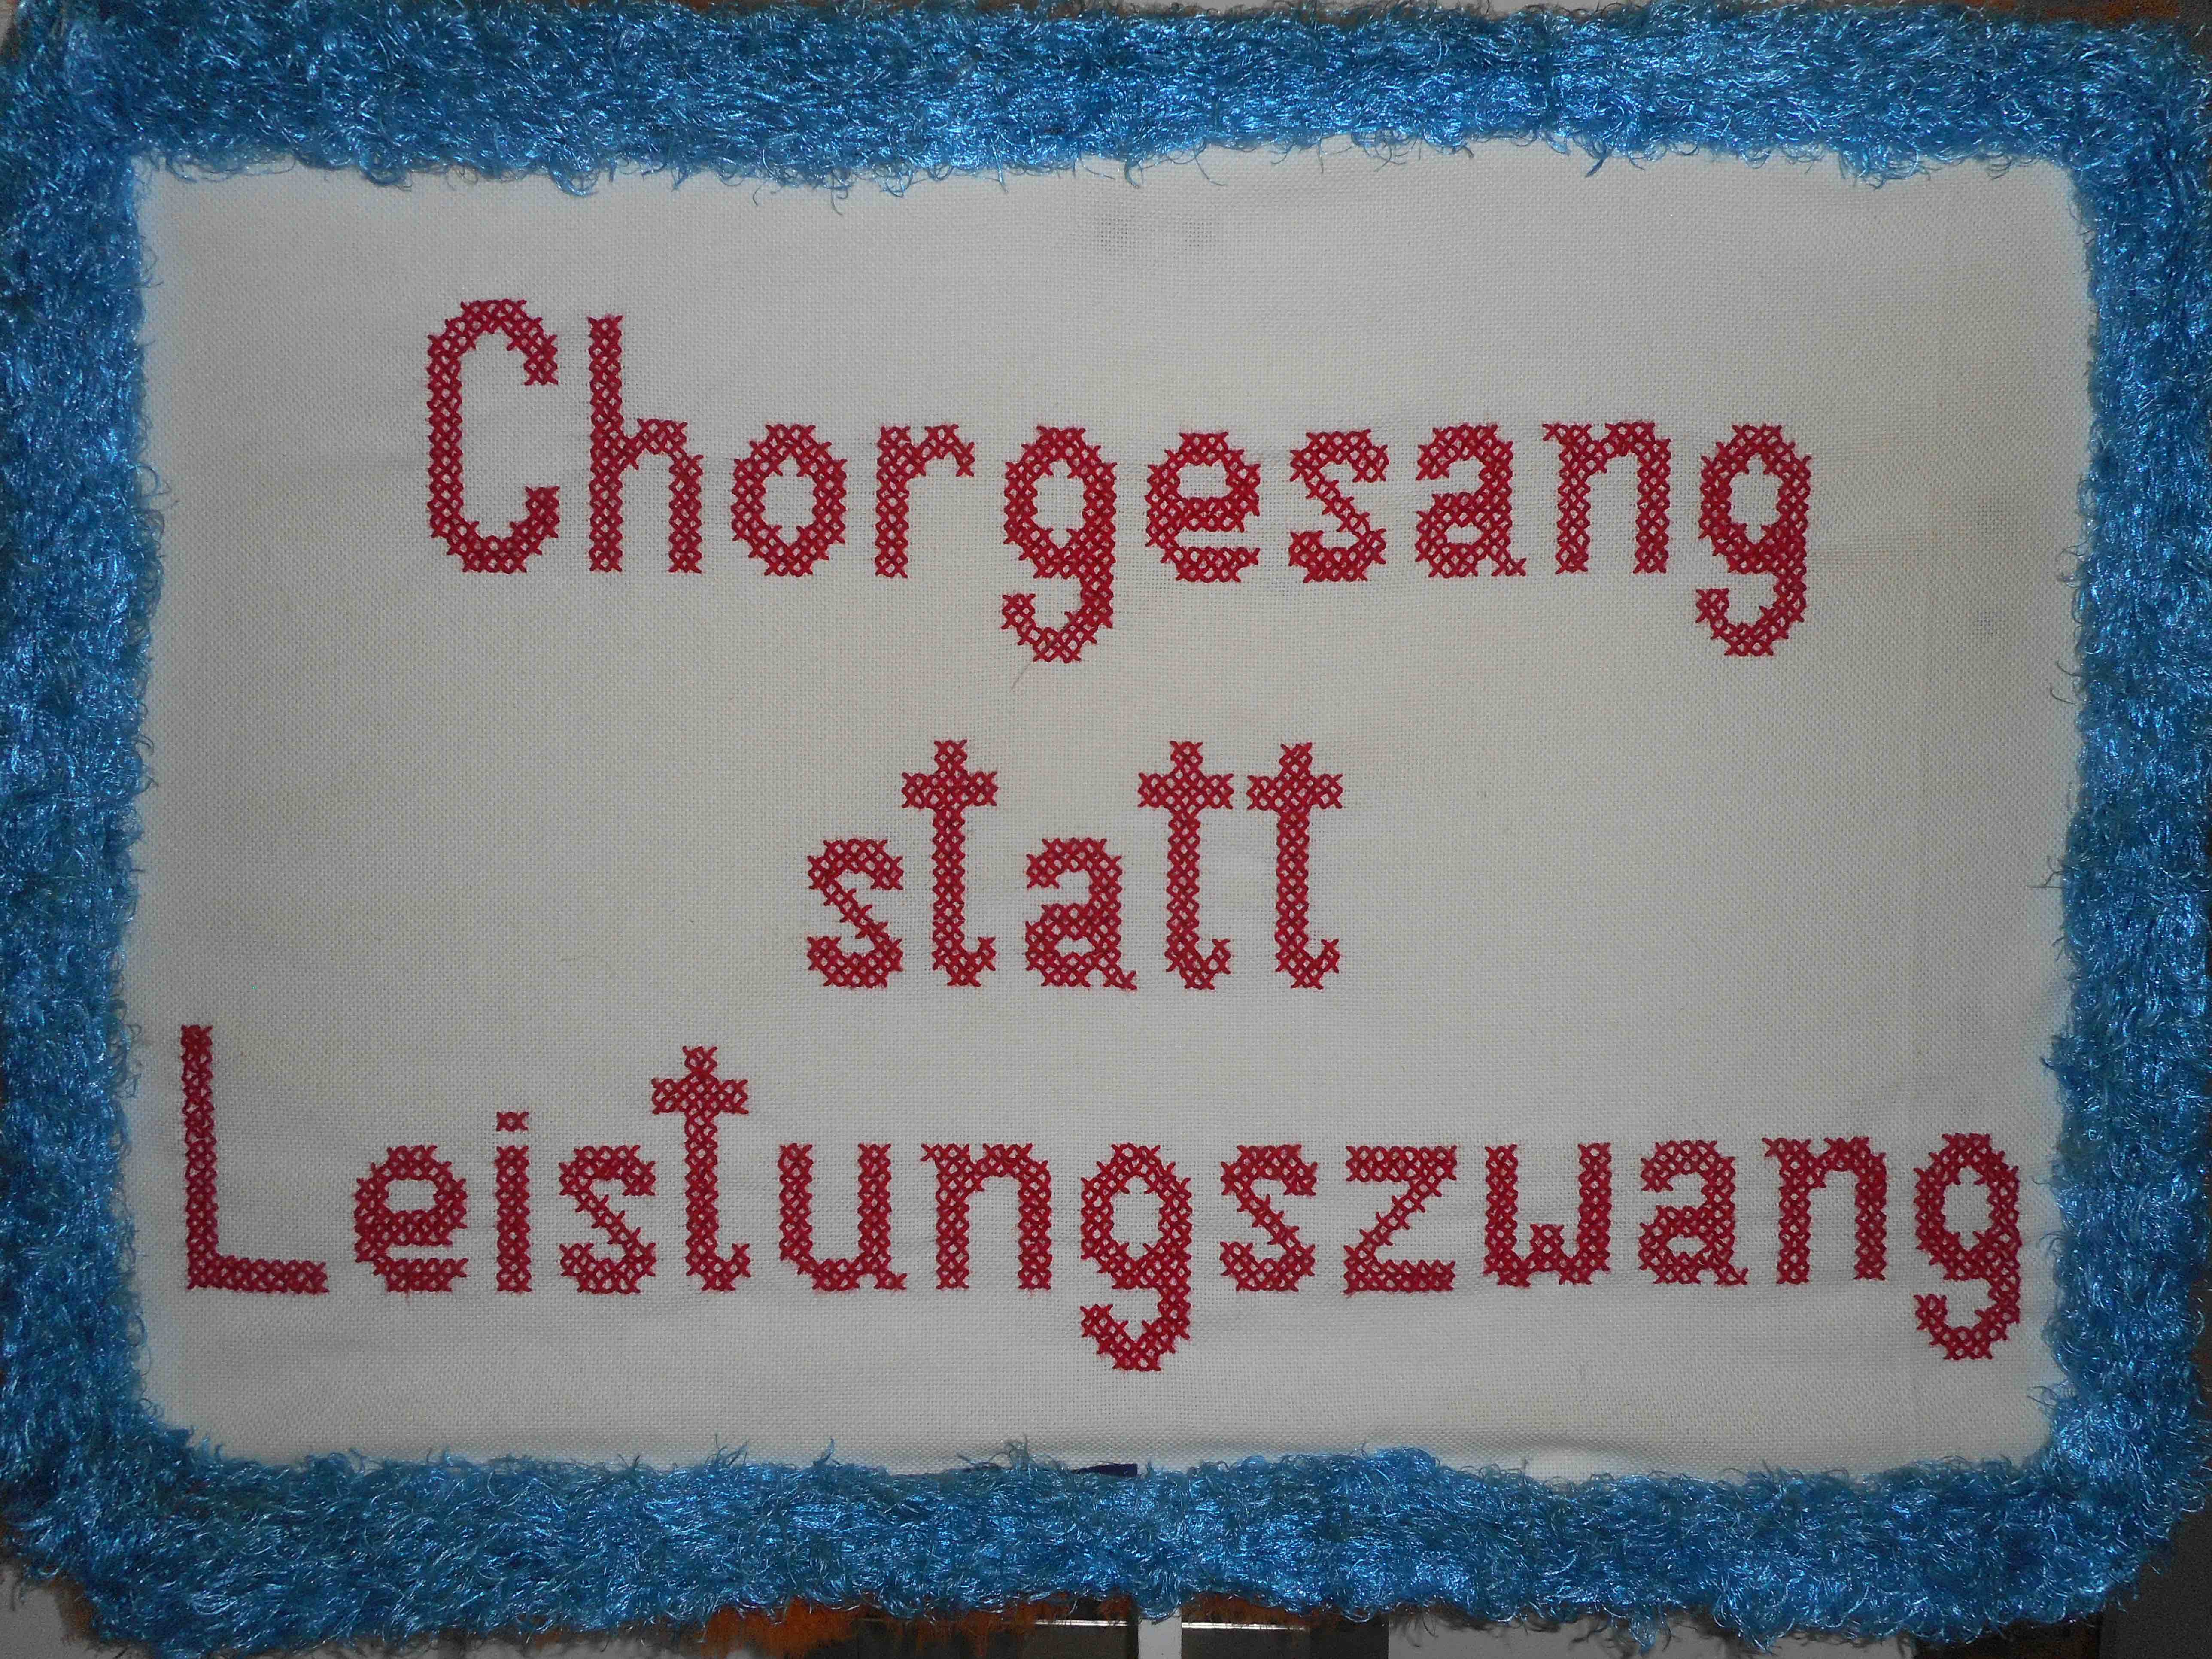 Chorgesang
statt
Leistungszwang